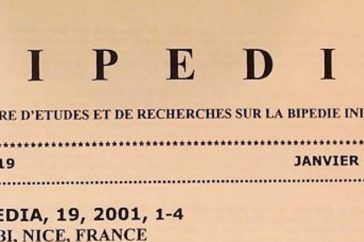 I P E D I
RE D'ETUDES ET DE RECHERCHES SUR LA BIPEDIE INI
19 JANVIER
EDIA, 19, 2001, 1-4
BI, NICE, FRANCE